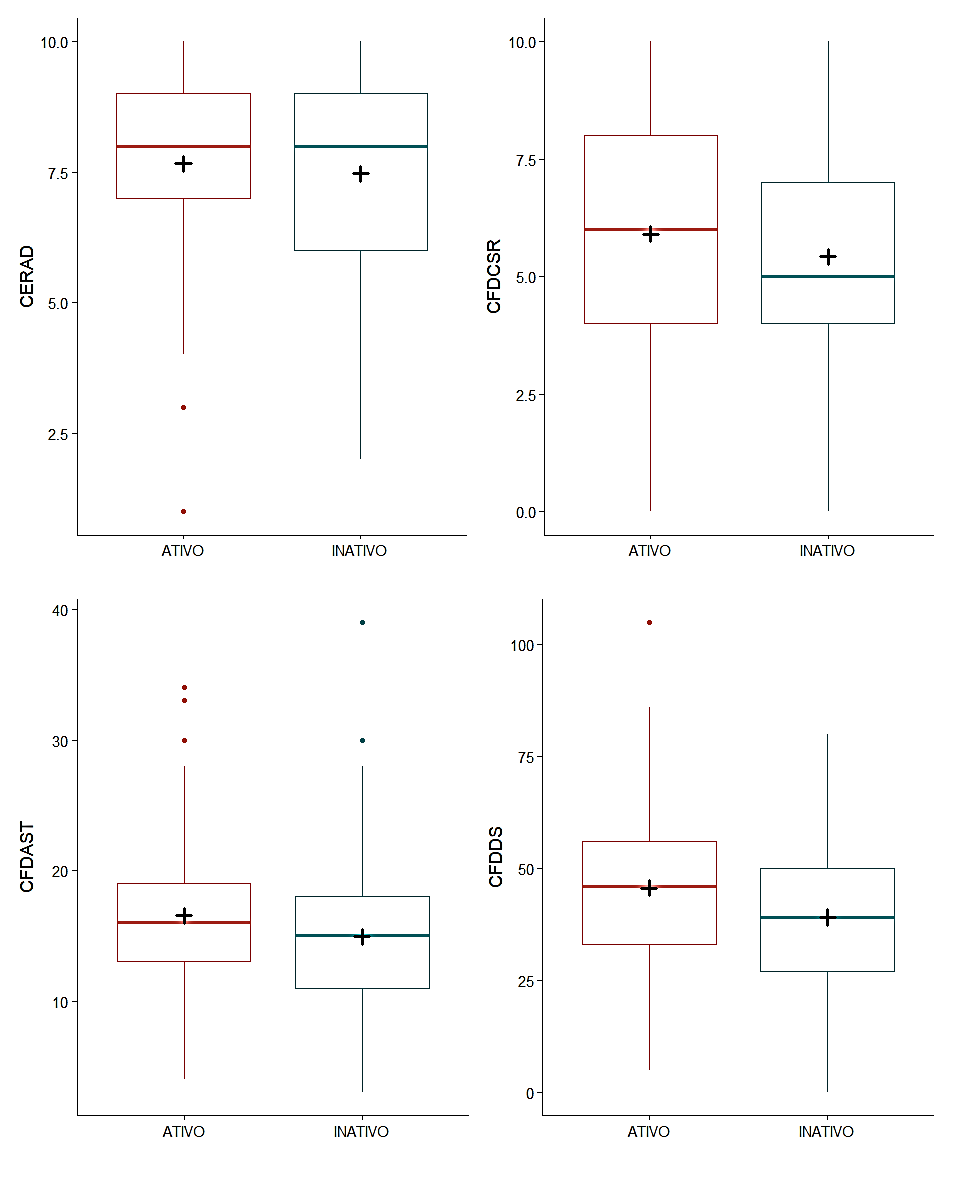 CERAD
10.0
7.5
5.0
2.5
ATIVO INATIVO
CFDCSR
10.0
7.5
5.0
2.5
0.0
ATIVO INATIVO
CFDAST
40
30
20
10
ATIVO INATIVO
CFDDS
100
75
50
25
0
ATIVO INATIVO